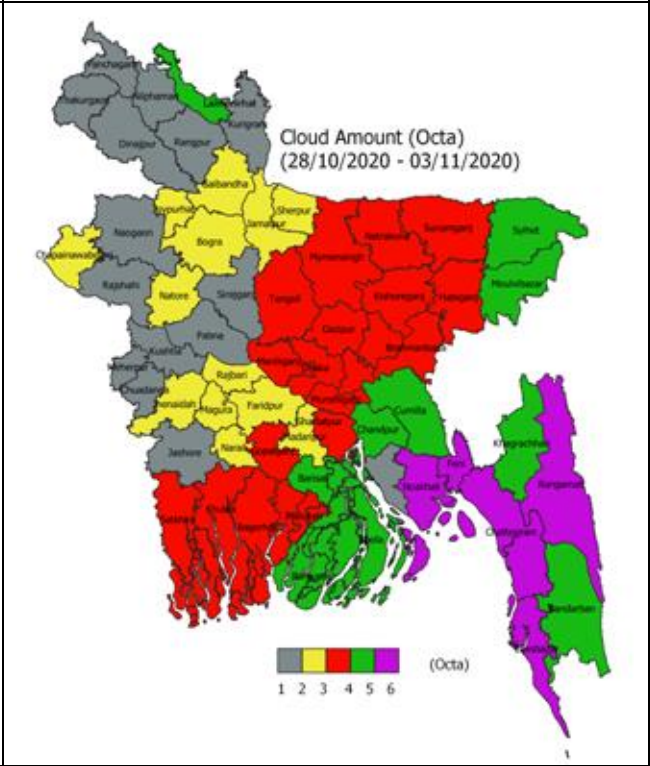 Panchagarh
Thakurgaon
Nilphamari
Lalmonirhat
Kurigram
Dinajpur
Rangpur
Cloud Amount (Octa)
(28/10/2020 - 03/11/2020)
Gaibandha
Joypurhat
Sherpur
Jamalpur
Naogaon
Bogra
Mymensingh
Netrakona
Sunamganj
Sylhet
Chapainawabganj
Moulvibazar
Rajshahi
Natore
Sirajganj
Tangail
Kishoreganj
Habiganj
Pabna
Gazipur
Kushtia
Meherpur
Manikganj
Dhaka
Brahmanbaria
Chuadanga
Rajbari
Jhenaidah
Magura
Faridpur
Munshiganj
Cumilla
Shariatpur
Chandpur
Khagrachhari
Narail
Madaripur
Jashore
Gopalganj
Feni
Rangamati
Barisal
Noakhali
Satkhira
Khulna
Bagerhat
Bhola
Chattogram
Bandarban
1 2 3 4 5 6
(Octa)